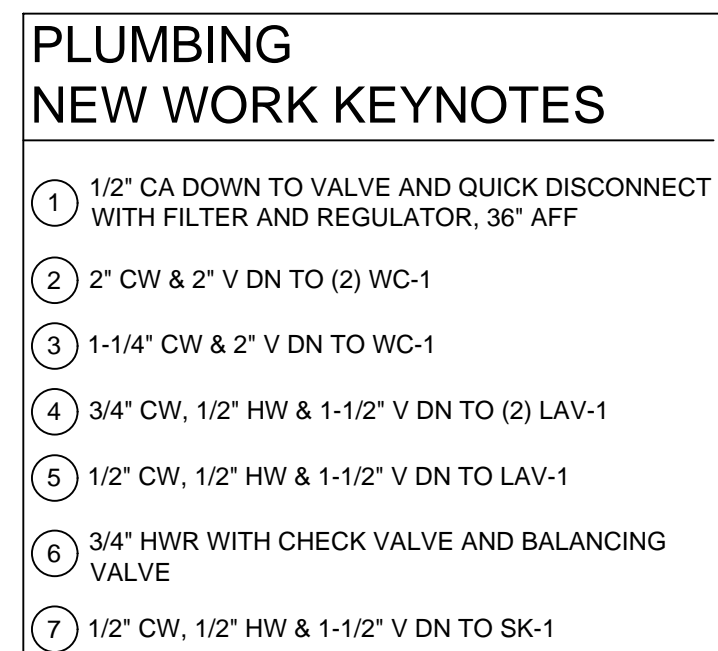 PLUMBING
NEW WORK KEYNOTES
1 1/2" CA DOWN TO VALVE AND QUICK DISCONNECT
WITH FILTER AND REGULATOR, 36" AFF
2 2" CW & 2" V DN TO (2) WC-1
3 1-1/4" CW & 2" V DN TO WC-1
4 3/4" CW, 1/2" HW & 1-1/2" V DN TO (2) LAV-1
5 1/2" CW, 1/2" HW & 1-1/2" V DN TO LAV-1
6 3/4" HWR WITH CHECK VALVE AND BALANCING
VALVE
7 1/2" CW, 1/2" HW & 1-1/2" V DN TO SK-1